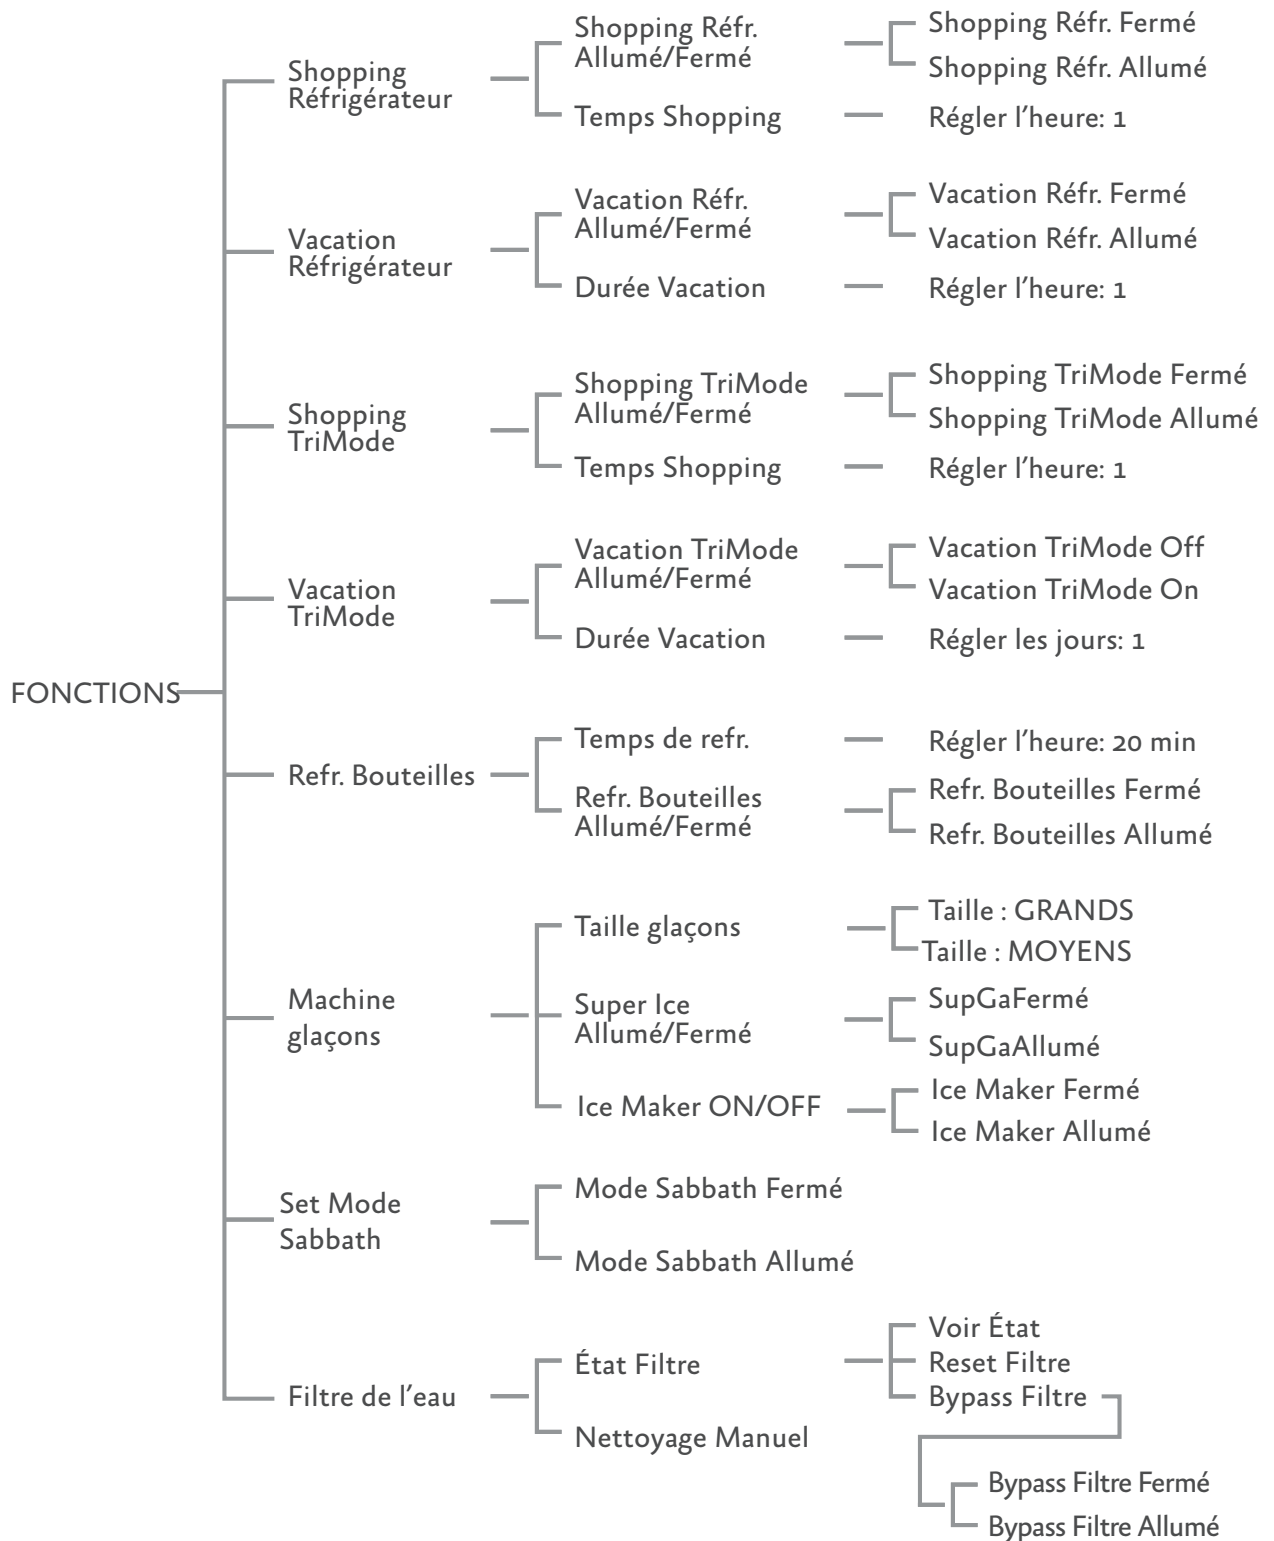 FONCTIONS
Shopping
Réfrigérateur
Shopping Réfr.
Allumé/Fermé
Shopping Réfr. Fermé
Shopping Réfr. Allumé
Temps Shopping
Régler l'heure: 1
Vacation
Réfrigérateur
Vacation Réfr.
Allumé/Fermé
Vacation Réfr. Fermé
Vacation Réfr. Allumé
Durée Vacation
Régler l'heure: 1
Shopping
TriMode
Shopping TriMode
Allumé/Fermé
Shopping TriMode Fermé
Shopping TriMode Allumé
Temps Shopping
Régler l'heure: 1
Vacation
TriMode
Vacation TriMode
Allumé/Fermé
Vacation TriMode Off
Vacation TriMode On
Durée Vacation
Régler les jours: 1
Refr. Bouteilles
Temps de refr.
Régler l'heure: 20 min
Refr. Bouteilles
Allumé/Fermé
Refr. Bouteilles Fermé
Refr. Bouteilles Allumé
Machine
glaçons
Taille glaçons
Taille : GRANDS
Taille : MOYENS
Super Ice
Allumé/Fermé
SupGaFermé
SupGaAllumé
Ice Maker ON/OFF
Ice Maker Fermé
Ice Maker Allumé
Set Mode
Sabbath
Mode Sabbath Fermé
Mode Sabbath Allumé
Filtre de l'eau
État Filtre
Voir État
Reset Filtre
Bypass Filtre
Bypass Filtre Fermé
Bypass Filtre Allumé
Nettoyage Manuel